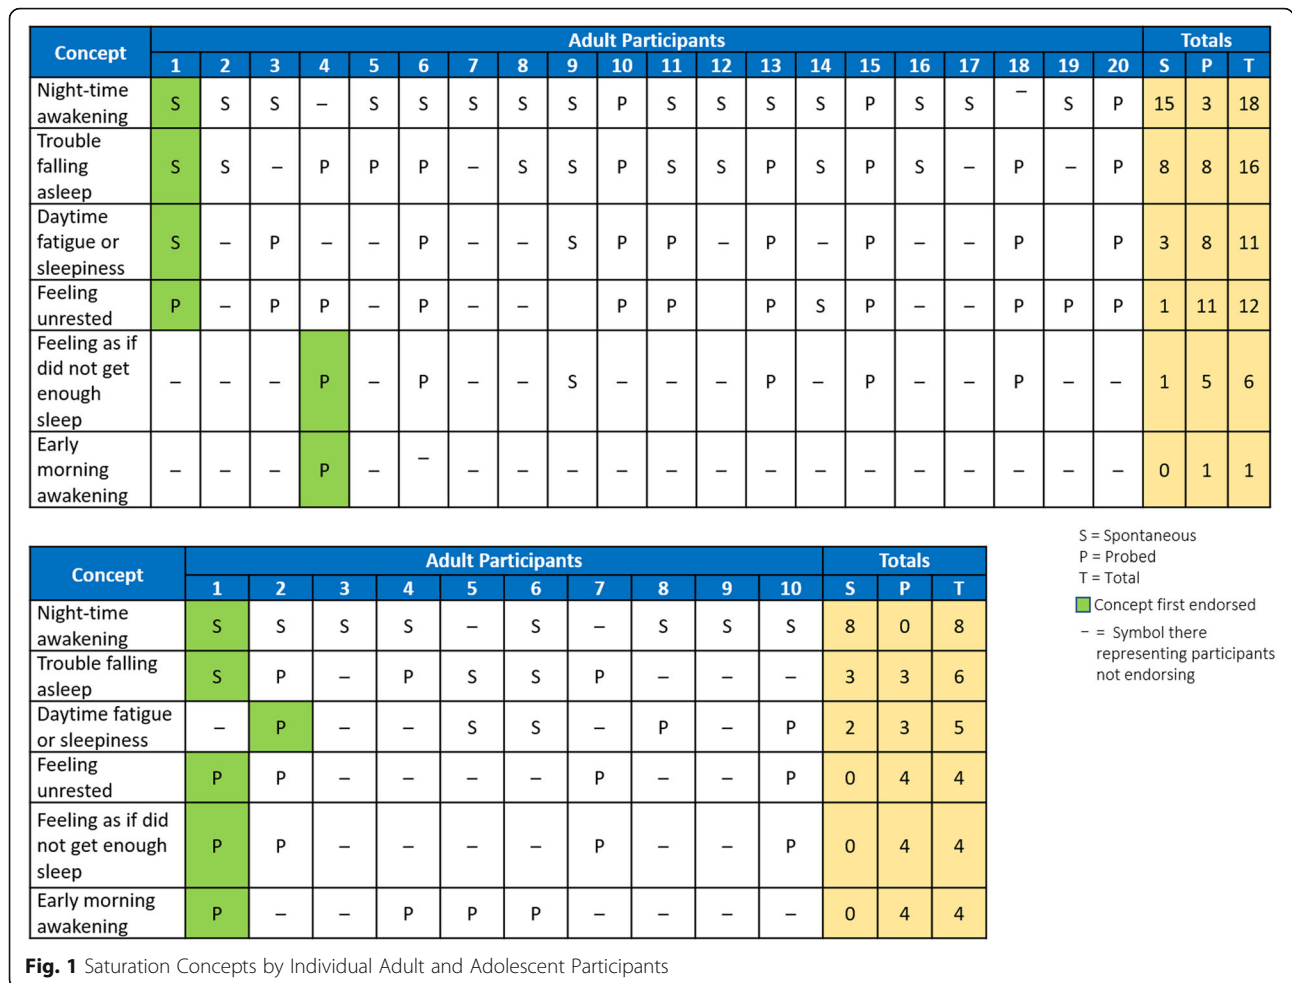 Concept Adult Participants Totals
1 2 3 4 5 6 7 8 9 10 11 12 13 14 15 16 17 18 19 20 S P T
Night-time
awakening S S S – S S S S S P S S S S P S S – S P 15 3 18
Trouble
falling
asleep S S – P P P – S S P S S P S P S – P – P 8 8 16
Daytime
fatigue or
sleepiness S – P – – P – – S P P – P – P – – P P 3 8 11
Feeling
unrested P – P P – P – – P P P S P – – P P P 1 11 12
Feeling as if
did not get
enough
sleep – – – P – P – – S – – – P – P – – P – – 1 5 6
Early
morning
awakening – – – P – – – – – – – – – – – – – – – – 0 1 1
S = Spontaneous
P = Probed
T = Total
Concept first endorsed
– = Symbol there
representing participants
not endorsing
Concept Adult Participants Totals
1 2 3 4 5 6 7 8 9 10 S P T
Night-time
awakening S S S S – S – S S S 8 0 8
Trouble falling
asleep S P – P S S P – – – 3 3 6
Daytime fatigue
or sleepiness – P – – S S – P – P 2 3 5
Feeling
unrested P P – – – – P – – P 0 4 4
Feeling as if did
not get enough
sleep P P – – – – P – – P 0 4 4
Early morning
awakening P – – P P P – – – – 0 4 4
Fig. 1 Saturation Concepts by Individual Adult and Adolescent Participants